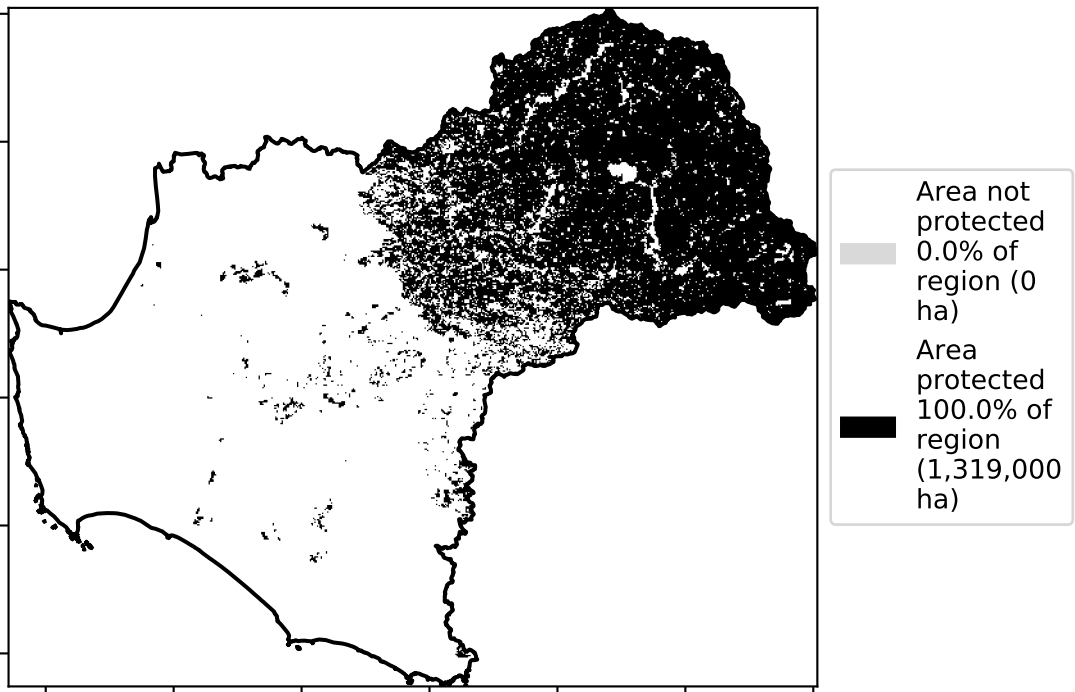 Area not
protected
0.0% of
region (0
ha)
Area
protected
100.0% of
region
(1,319,000
ha)